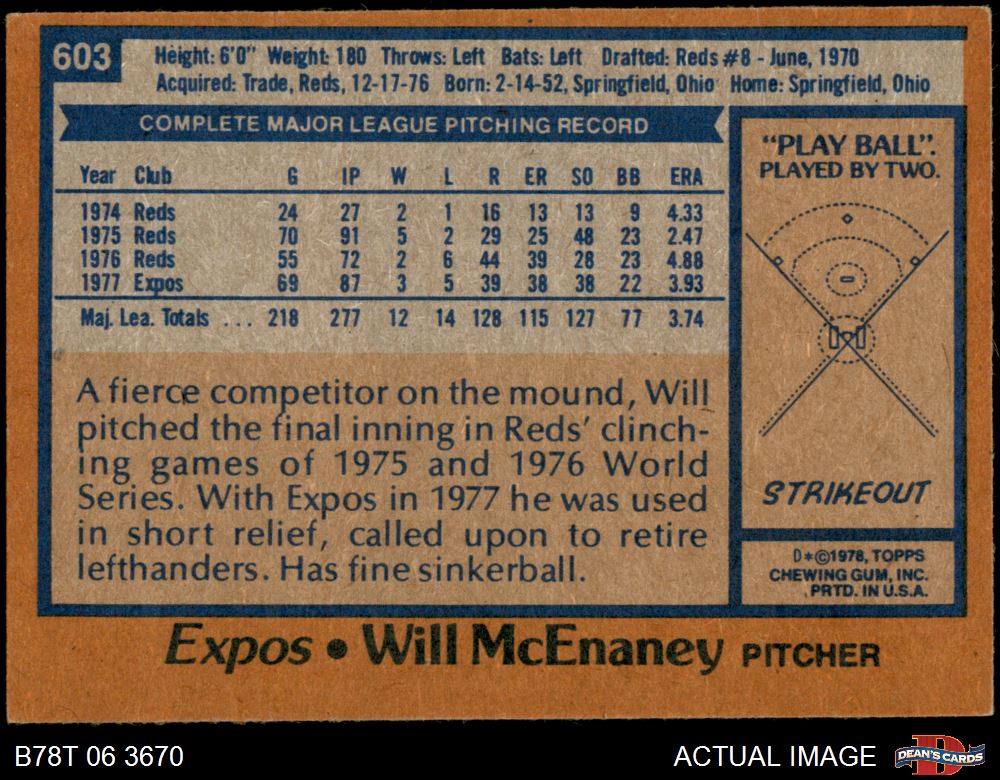 603
Height: 6'0" Weight: 180 Throws: Left Bats: Left Drafted: Reds #8 - June, 1970
Acquired: Trade, Reds, 12-17-76 Born: 2-14-52, Springfield, Ohio Home: Springfield, Ohio
COMPLETE MAJOR LEAGUE PITCHING RECORD
Year Club G IP W L R ER SO BB ERA
1974 Reds 24 27 2 1 16 13 13 9 4.33
1975 Reds 70 91 5 2 29 25 48 23 2.47
1976 Reds 55 72 2 6 44 39 28 23 4.88
1977 Expos 69 87 3 5 39 38 38 22 3.93
Maj. Lea. Totals ... 218 277 12 14 128 115 127 77 3.74
A fierce competitor on the mound, Will
pitched the final inning in Reds' clinch-
ing games of 1975 and 1976 World
Series. With Expos in 1977 he was used
in short relief, called upon to retire
lefthanders. Has fine sinkerball.
"PLAY BALL".
PLAYED BY TWO.
STRIKEOUT
D*©1978, TOPPS
CHEWING GUM, INC.
PRTD. IN U.S.A.
Expos • Will McEnaney PITCHER
B78T 06 3670
ACTUAL IMAGE
DEAN'S CARDS